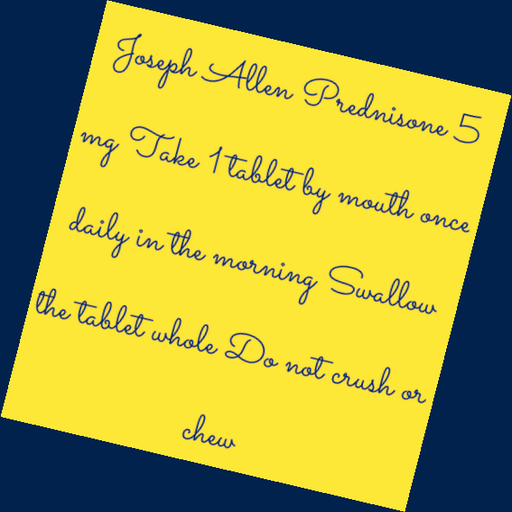 Joseph Allen Prednisone 5
mg Take 1 tablet by mouth once
daily in the morning Swallow
the tablet whole Do not crush or
chew